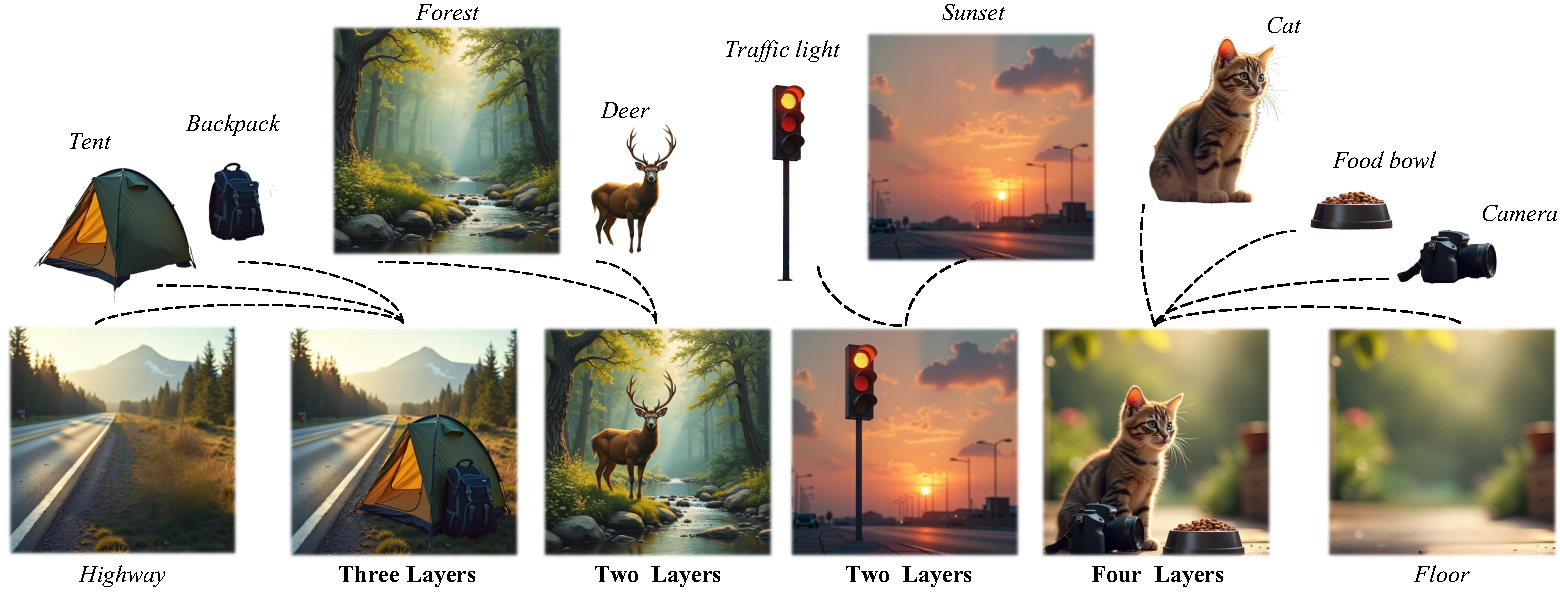 Forest
Sunset
Cat
Traffic light
Deer
Backpack
Tent
Food bowl
Camera
Highway
Three Layers
Two Layers
Two Layers
Four Layers
Floor